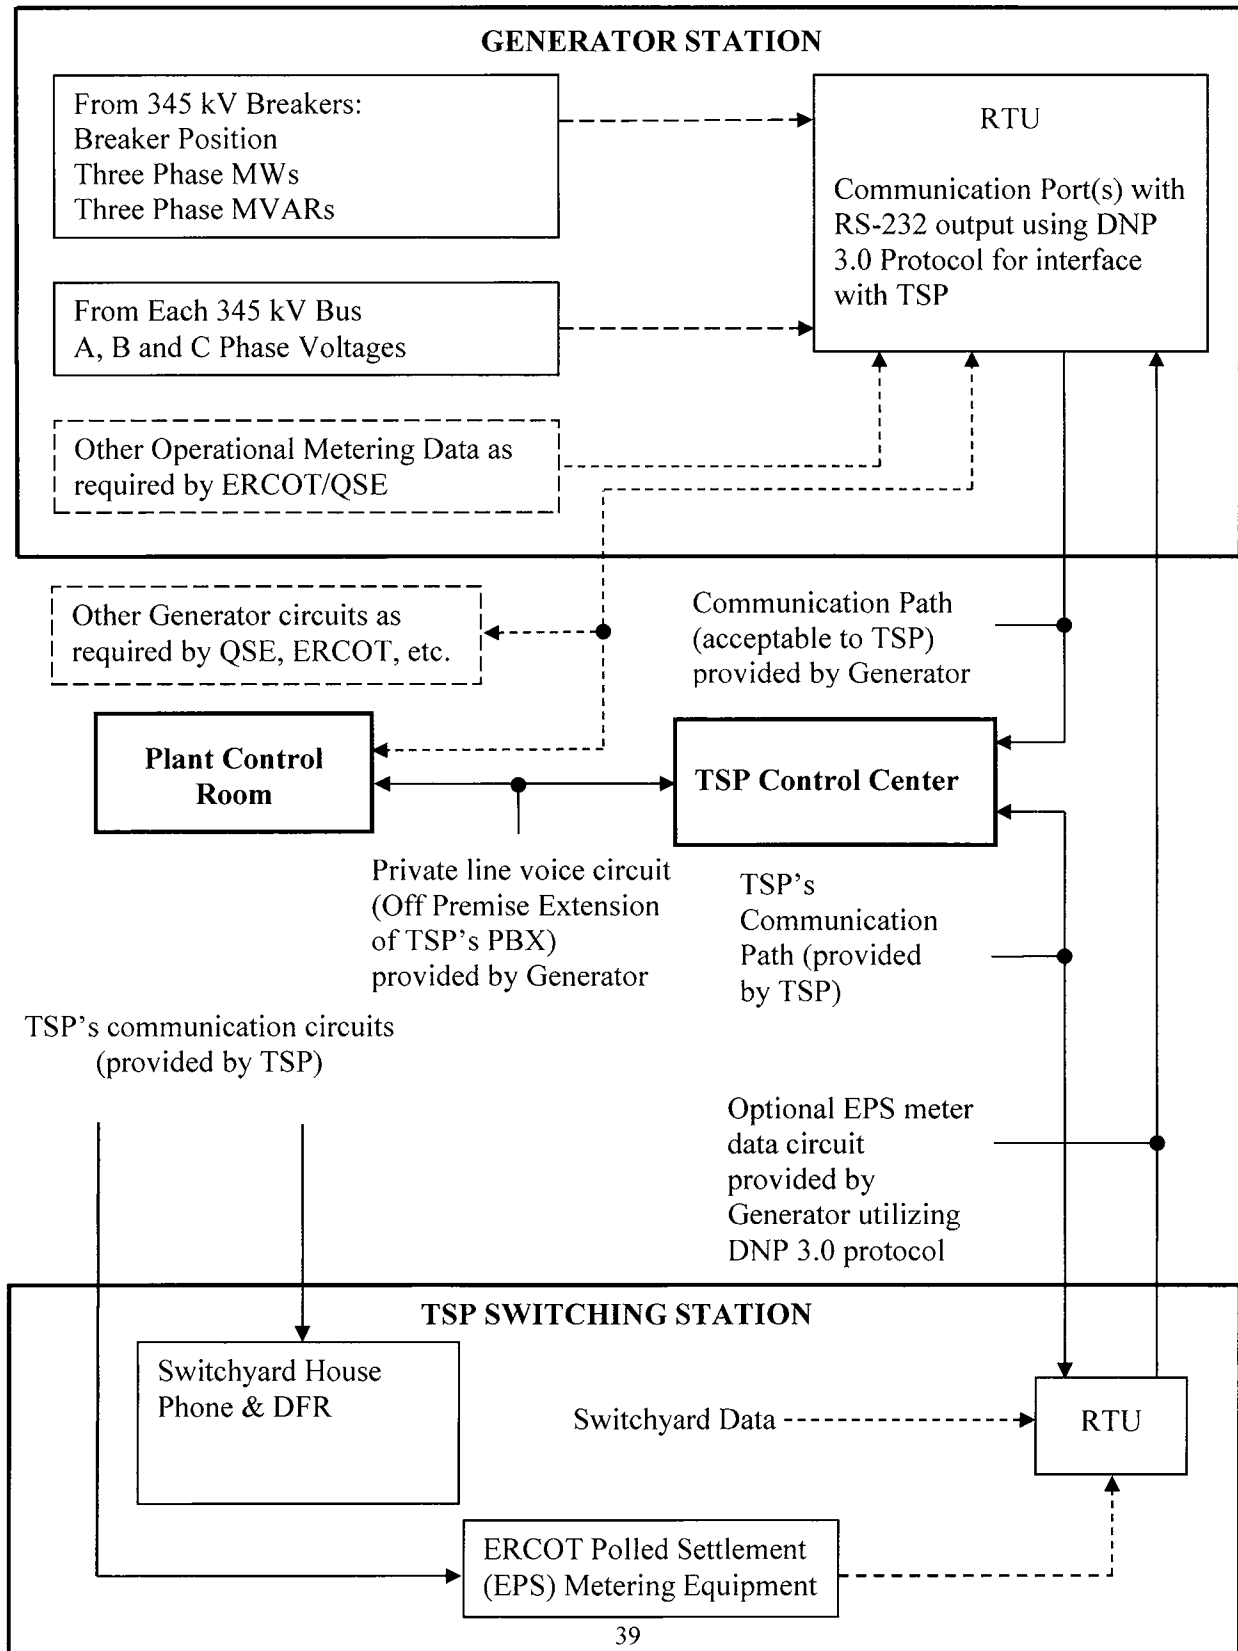 GENERATOR STATION
From 345 kV Breakers:
Breaker Position
Three Phase MWs
Three Phase MVARs
RTU
Communication Port(s) with
RS-232 output using DNP
3.0 Protocol for interface
with TSP
From Each 345 kV Bus
A, B and C Phase Voltages
Other Operational Metering Data as
required by ERCOT/QSE
Other Generator circuits as
required by QSE, ERCOT, etc.
Communication Path
(acceptable to TSP)
provided by Generator
Plant Control
Room
TSP Control Center
Private line voice circuit
(Off Premise Extension
of TSP's PBX)
provided by Generator
TSP's
Communication
Path (provided
by TSP)
TSP's communication circuits
(provided by TSP)
Optional EPS meter
data circuit
provided by
Generator utilizing
DNP 3.0 protocol
TSP SWITCHING STATION
Switchyard House
Phone & DFR
Switchyard Data
RTU
ERCOT Polled Settlement
(EPS) Metering Equipment
39